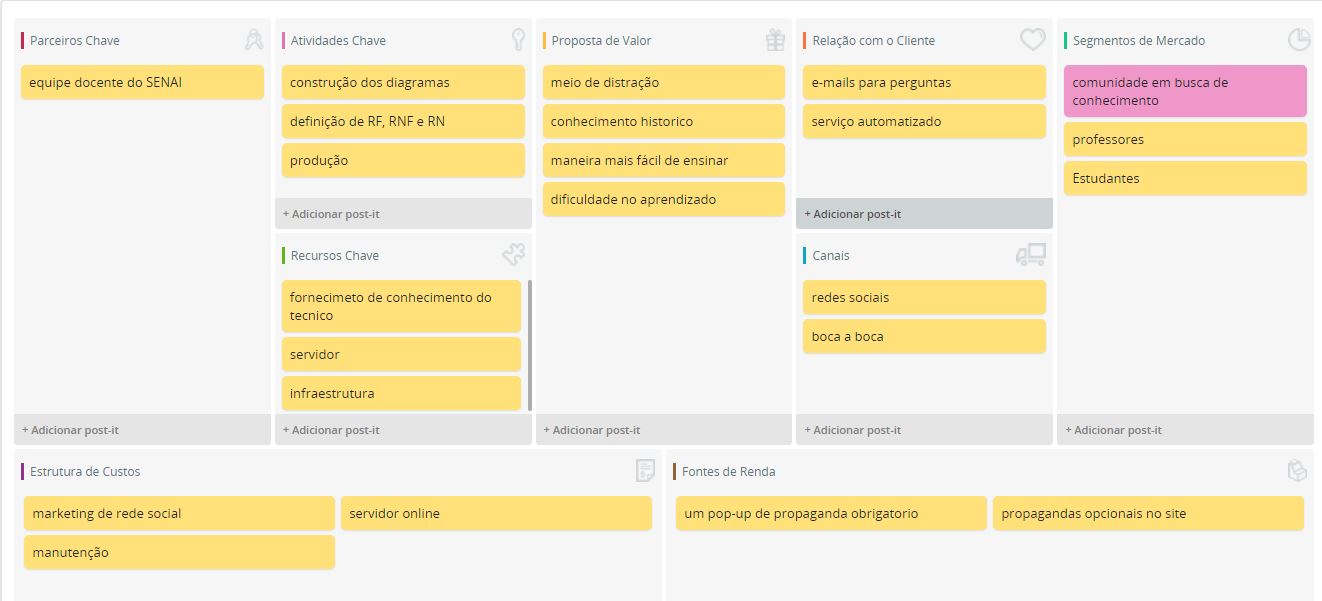 Parceiros Chave
equipe docente do SENAI
+ Adicionar post-it
Atividades Chave
construção dos diagramas
definição de RF, RNF e RN
produção
+ Adicionar post-it
Recursos Chave
fornecimeto de conhecimento do
tecnico
servidor
infraestrutura
+ Adicionar post-it
Proposta de Valor
meio de distração
conhecimento historico
maneira mais fácil de ensinar
dificuldade no aprendizado
+ Adicionar post-it
Relação com o Cliente
e-mails para perguntas
serviço automatizado
+ Adicionar post-it
Canais
redes sociais
boca a boca
+ Adicionar post-it
Segmentos de Mercado
comunidade em busca de
conhecimento
professores
Estudantes
+ Adicionar post-it
Estrutura de Custos
marketing de rede social
servidor online
manutenção
Fontes de Renda
um pop-up de propaganda obrigatorio
propagandas opcionais no site